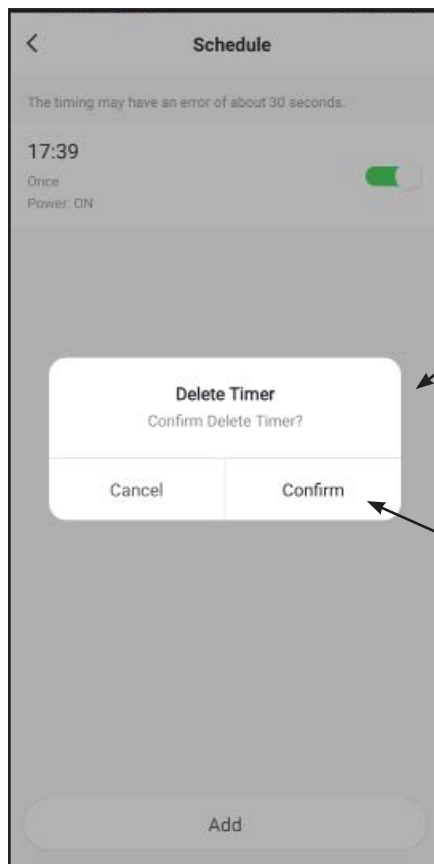 Schedule
The timing may have an error of about 30 seconds.
17:39
Once
Power: ON
Delete Timer
Confirm Delete Timer?
Cancel
Confirm
Add